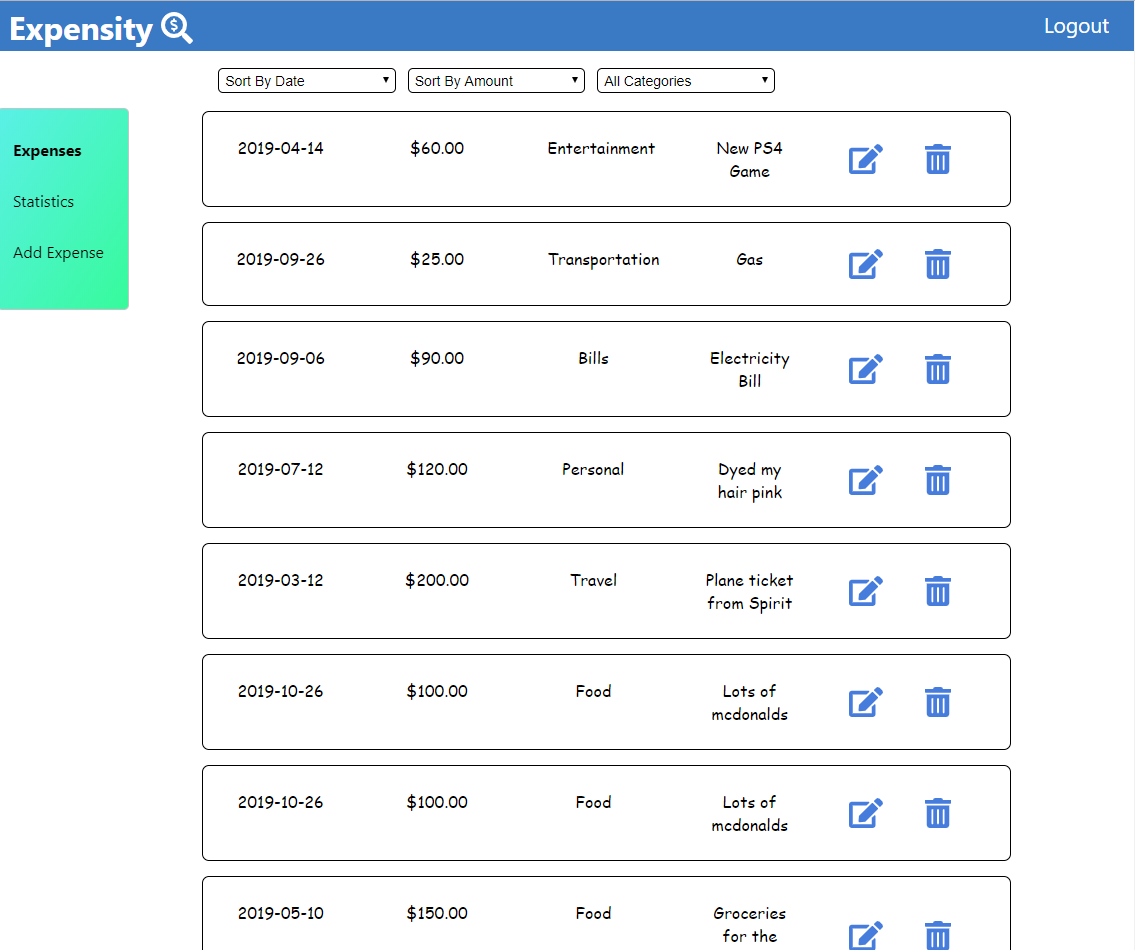 Expensity $ Logout
Sort By Date Sort By Amount All Categories
Expenses
Statistics
Add Expense
2019-04-14 $60.00 Entertainment New PS4
Game
2019-09-26 $25.00 Transportation Gas
2019-09-06 $90.00 Bills Electricity
Bill
2019-07-12 $120.00 Personal Dyed my
hair pink
2019-03-12 $200.00 Travel Plane ticket
from Spirit
2019-10-26 $100.00 Food Lots of
mcdonalds
2019-10-26 $100.00 Food Lots of
mcdonalds
2019-05-10 $150.00 Food Groceries
for the